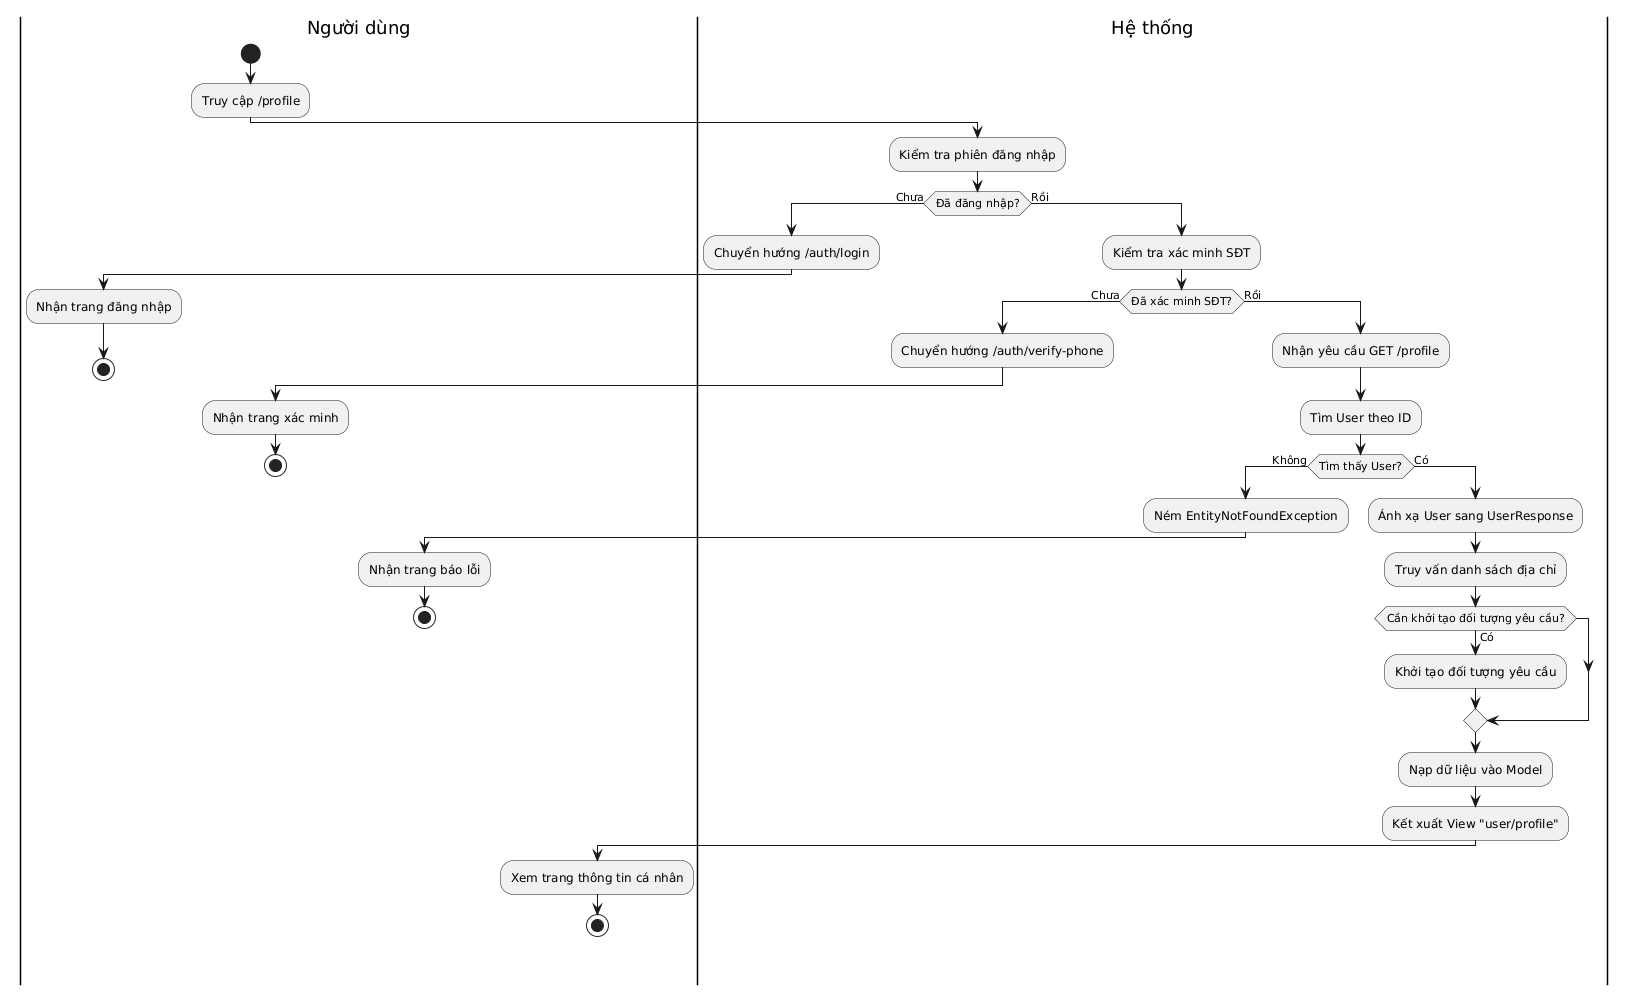 Người dùng
Hệ thống
Truy cập /profile
Kiểm tra phiên đăng nhập
Chưa
Đã đăng nhập?
Rồi
Chuyển hướng /auth/login
Kiểm tra xác minh SĐT
Nhận trang đăng nhập
Chưa
Đã xác minh SĐT?
Rồi
Chuyển hướng /auth/verify-phone
Nhận yêu cầu GET /profile
Nhận trang xác minh
Tìm User theo ID
Không
Tìm thấy User?
Có
Ném EntityNotFoundException
Ánh xạ User sang UserResponse
Nhận trang báo lỗi
Truy vấn danh sách địa chỉ
Cần khởi tạo đối tượng yêu cầu?
Có
Khởi tạo đối tượng yêu cầu
Nạp dữ liệu vào Model
Kết xuất View "user/profile"
Xem trang thông tin cá nhân